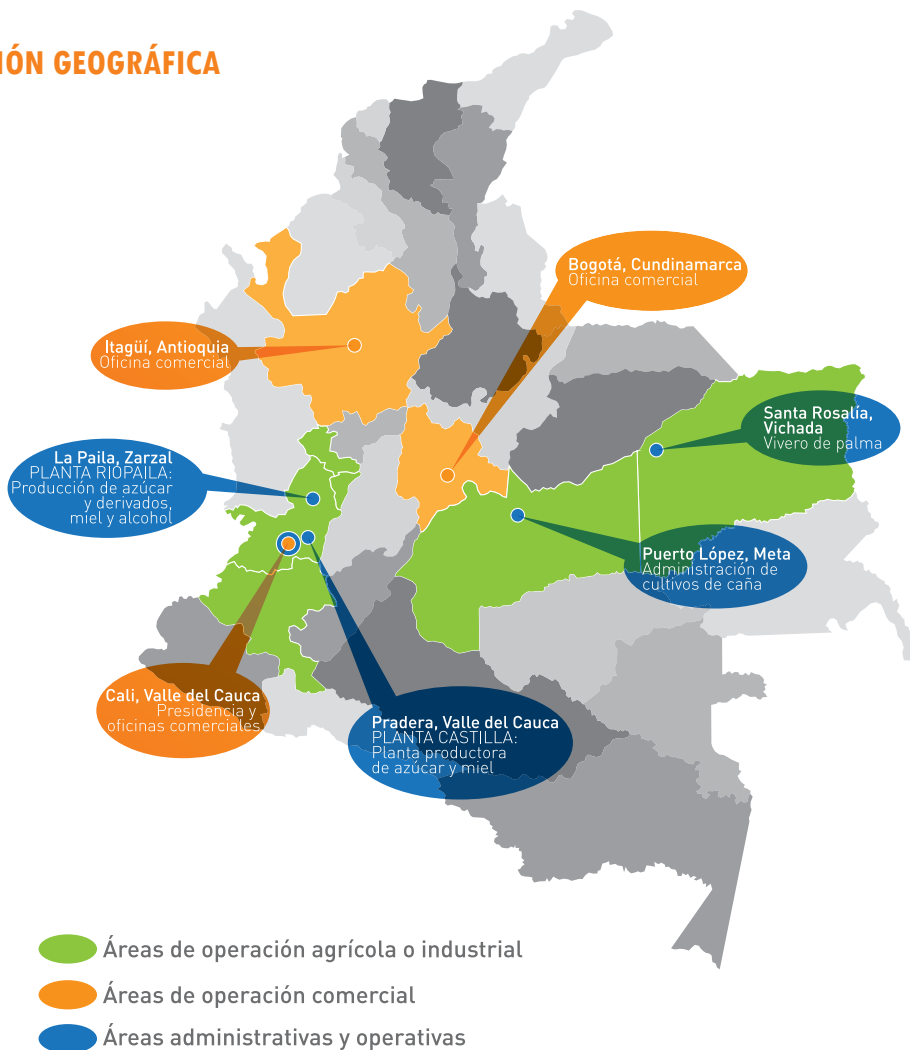 IÓN GEOGRÁFICA
Bogotá, Cundinamarca
Oficina comercial
Itagüí, Antioquia
Oficina comercial
Santa Rosalía,
Vichada
Vivero de palma
La Paila, Zarzal
PLANTA RIOPAILA:
Producción de azúcar
y derivados,
miel y alcohol
Puerto López, Meta
Administración de
cultivos de caña
Cali, Valle del Cauca
Presidencia y
oficinas comerciales
Pradera, Valle del Cauca
PLANTA CASTILLA:
Planta productora
de azúcar y miel
Áreas de operación agrícola o industrial
Áreas de operación comercial
Áreas administrativas y operativas